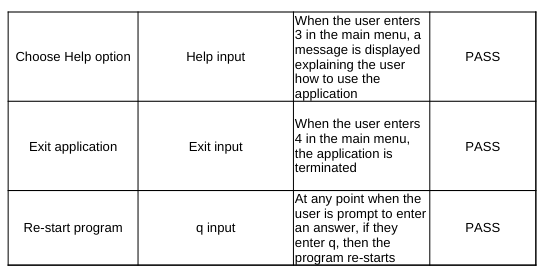 Choose Help option
Help input
When the user enters
3 in the main menu, a
message is displayed
explaining the user
how to use the
application
PASS
Exit application
Exit input
When the user enters
4 in the main menu,
the application is
terminated
PASS
Re-start program
q input
At any point when the
user is prompt to enter
an answer, if they
enter q, then the
program re-starts
PASS